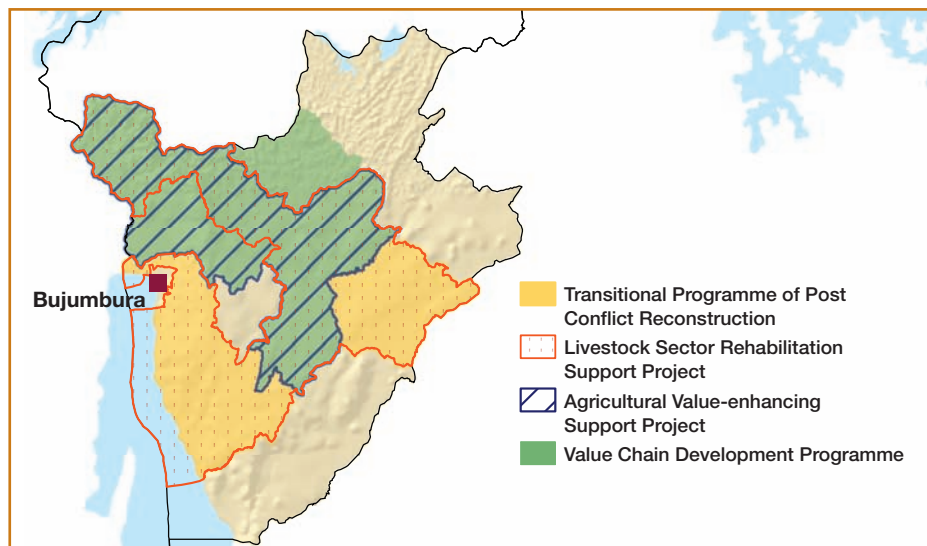 Bujumbura
Transitional Programme of Post
Conflict Reconstruction
Livestock Sector Rehabilitation
Support Project
Agricultural Value-enhancing
Support Project
Value Chain Development Programme